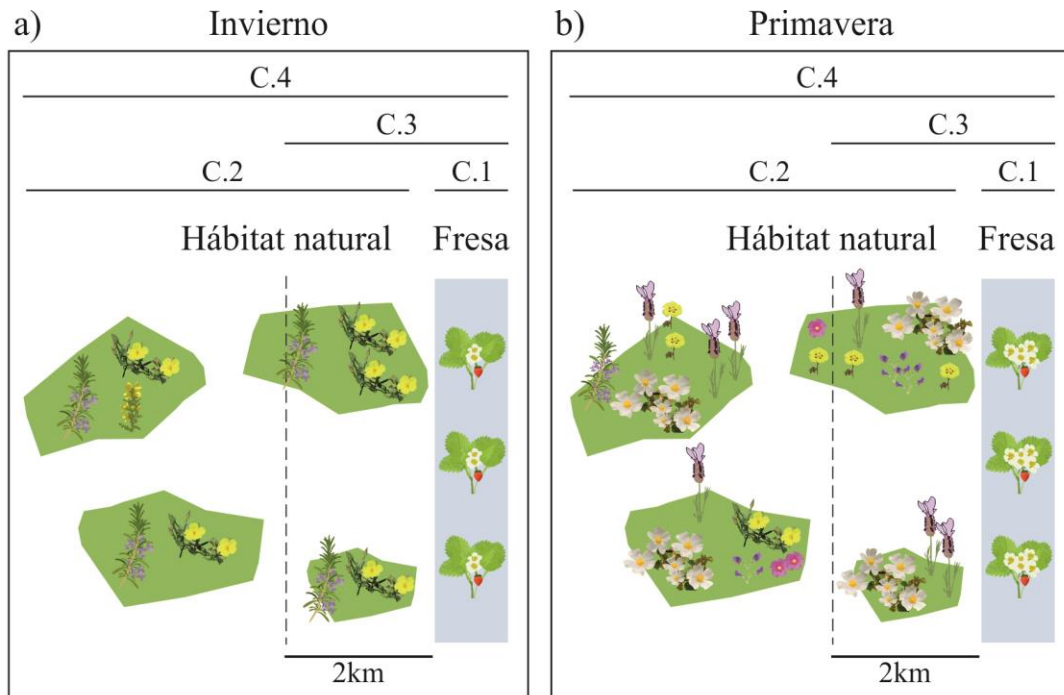 a) Invierno
C.4
C.3
C.2 C.1
Hábitat natural Fresa
2km
b) Primavera
C.4
C.3
C.2 C.1
Hábitat natural Fresa
2km